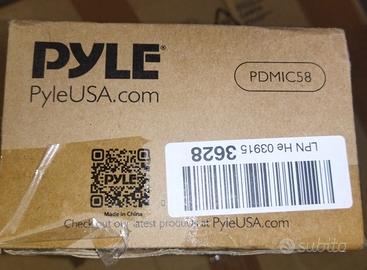 PYLE®
PyleUSA.com
PDMIC58
LPN He 03915
3628
Made in China
Check out our latest products at PyleUSA.com
subito